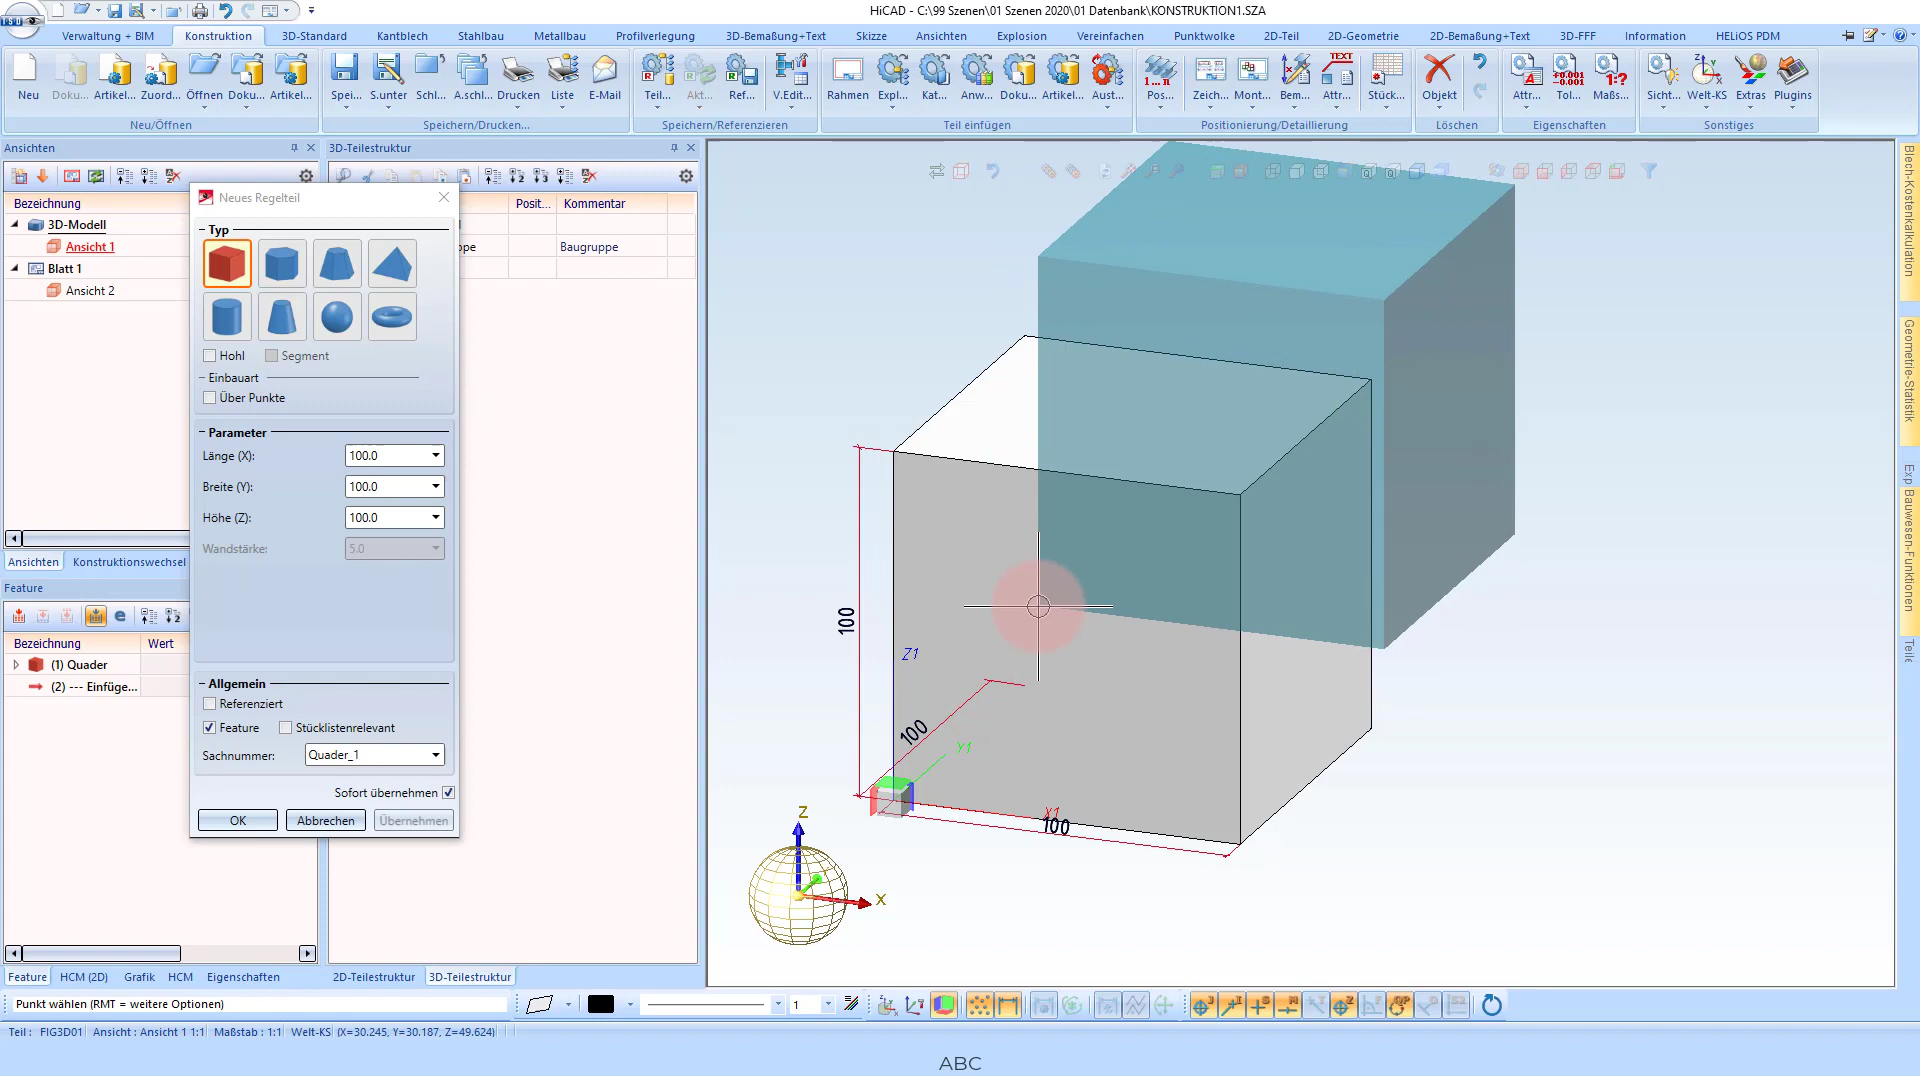 HiCAD - C:\99 Szenen\01 Szenen 2020\01 Datenbank\KONSTRUKTION1.SZA
ISD
Verwaltung + BIM
Konstruktion
3D-Standard
Kantblech
Stahlbau
Metallbau
Profilverlegung
3D-Bemaßung+Text
Skizze
Ansichten
Explosion
Vereinfachen
Punktwolke
2D-Teil
2D-Geometrie
2D-Bemaßung+Text
3D-FFF
Information
HELiOS PDM
Neu
Doku...
Artikel...
Zuord...
Öffnen
Doku...
Artikel...
Spei...
S.unter
Schl...
A.schl...
Drucken
Liste
E-Mail
Teil...
Akt...
Ref...
V.Edit...
Rahmen
Expl...
Kat...
Anw...
Doku...
Artikel...
Aust...
Pos...
Zeich...
Mont...
Bem...
Attr...
Stück...
Objekt
Attr...
Tol...
Maßs...
Sicht...
Welt-KS
Extras
Plugins
Neu/Öffnen
Speichern/Drucken...
Speichern/Referenzieren
Teil einfügen
Positionierung/Detaillierung
Löschen
Eigenschaften
Sonstiges
Ansichten
3D-Teilestruktur
Bezeichnung
3D-Modell
Ansicht 1
Blatt 1
Ansicht 2
Posit...
Kommentar
ppe
Baugruppe
Neues Regelteil
Typ
Hohl
Segment
Einbauart
Über Punkte
Parameter
Länge (X):
100.0
Breite (Y):
100.0
Höhe (Z):
100.0
Wandstärke:
5.0
Allgemein
Referenziert
Feature
Stücklistenrelevant
Sachnummer:
Quader_1
Sofort übernehmen
OK
Abbrechen
Übernehmen
Ansichten
Konstruktionswechsel
Feature
Bezeichnung
Wert
(1) Quader
(2) --- Einfüge...
Feature
HCM (2D)
Grafik
HCM
Eigenschaften
2D-Teilestruktur
3D-Teilestruktur
100
Z1
100
Y1
X1
100
Z
X
Blech-Kostenkalkulation
Geometrie-Statistik
Exp
Bauwesen-Funktionen
Teile
Punkt wählen (RMT = weitere Optionen)
1
Teil : FIG3D01
Ansicht : Ansicht 1 1:1
Maßstab : 1:1
Welt-KS
(X=30.245, Y=30.187, Z=49.624)
ABC